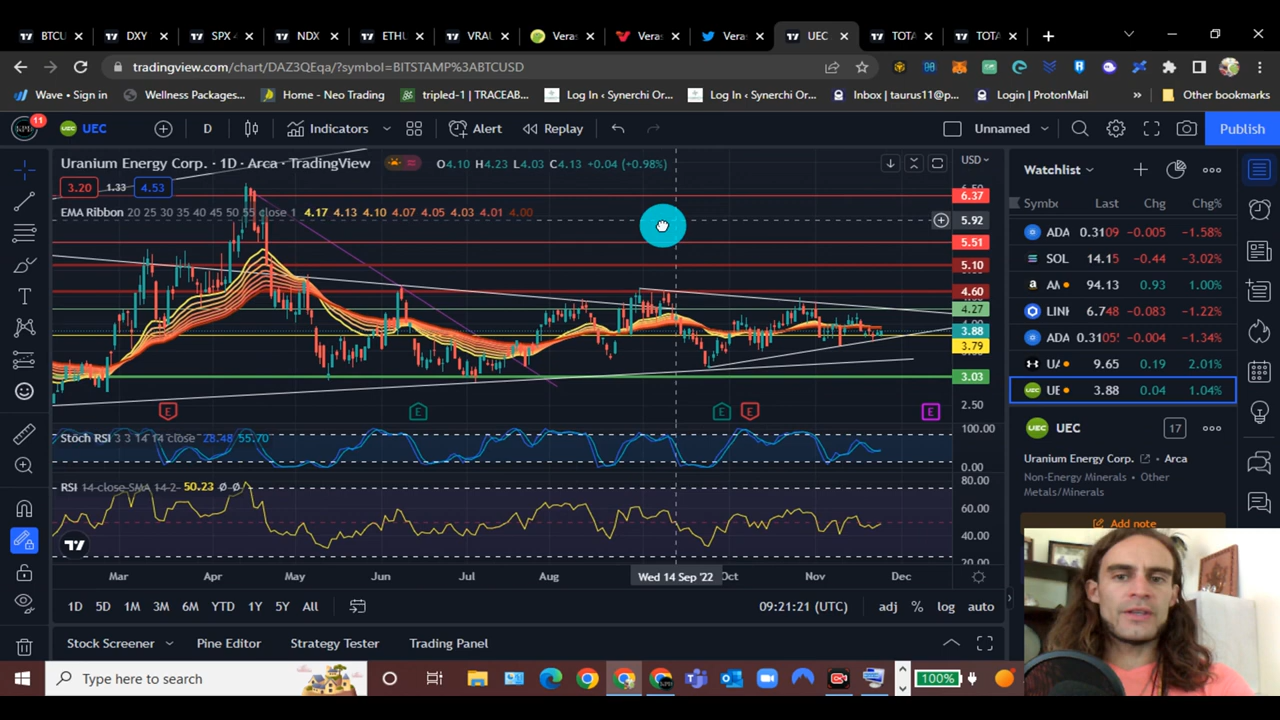 BTCU
DXY
SPX 4
NDX
ETHU
VRAU
Veras
Veras
Veras
UEC
TOTA
TOTA
tradingview.com/chart/DAZ3QEqa/?symbol=BITSTAMP%3ABTCUSD
Wave • Sign in
Wellness Packages...
Home - Neo Trading
tripled-1 | TRACEAB...
Log In ‹ Synerchi Or...
Log In ‹ Synerchi Or...
Inbox | taurus11@p...
Login | ProtonMail
»
Other bookmarks
11
UEC
D
Indicators
Alert
Replay
Unnamed
Publish
Uranium Energy Corp. · 1D · Arca · TradingView
O4.10 H4.23 L4.03 C4.13 +0.04 (+0.98%)
USD
3.20 1.33 4.53
EMA Ribbon 20 25 30 35 40 45 50 55 close 1 4.17 4.13 4.10 4.07 4.05 4.03 4.01 4.00
6.37
5.92
5.51
5.10
4.60
4.27
3.88
3.79
3.03
2.50
E
E
E
E
E
Stoch RSI 3 3 14 14 close 28.48 55.70
100.00
0.00
RSI 14 close SMA 14 2 50.23 Ø Ø
80.00
60.00
40.00
20.00
Mar
Apr
May
Jun
Jul
Aug
Wed 14 Sep '22
Oct
Nov
Dec
1D 5D 1M 3M 6M YTD 1Y 5Y All
09:21:21 (UTC)
adj % log auto
Stock Screener
Pine Editor
Strategy Tester
Trading Panel
Watchlist
Symbo
Last
Chg
Chg%
ADA 0.3109 −0.005 −1.58%
SOL 14.15 −0.44 −3.02%
AM 94.13 0.93 1.00%
LINK 6.748 −0.083 −1.22%
ADA 0.3105 −0.004 −1.34%
UA 9.65 0.19 2.01%
UE 3.88 0.04 1.04%
UEC
17
Uranium Energy Corp. • Arca
Non-Energy Minerals • Other
Metals/Minerals
Add note
Type here to search
100%